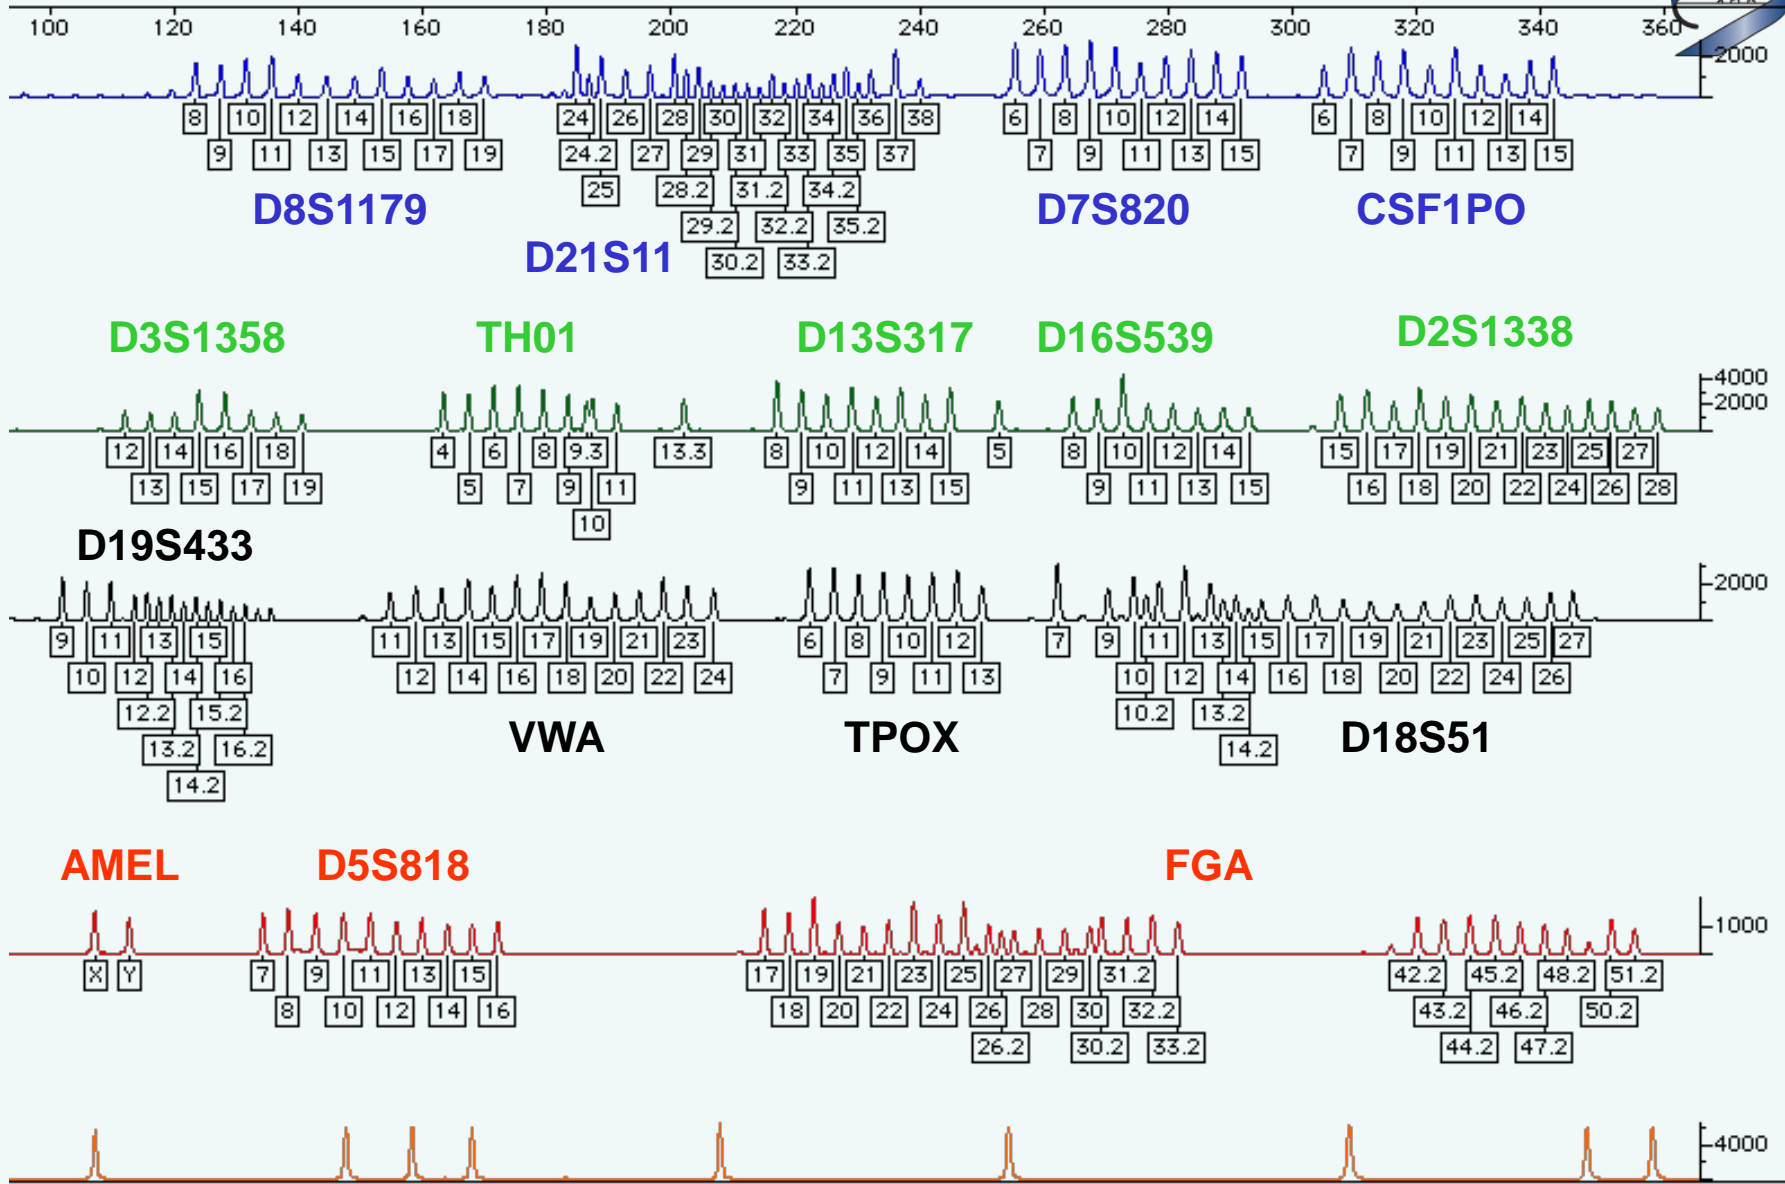 100 120 140 160 180 200 220 240 260 280 300 320 340 360
2000
8 10 12 14 16 18 24 26 28 30 32 34 36 38 6 8 10 12 14 6 8 10 12 14
9 11 13 15 17 19 24.2 27 29 31 33 35 37 7 9 11 13 15 7 9 11 13 15
25 28.2 31.2 34.2
D8S1179 D7S820 CSF1PO
29.2 32.2 35.2
D21S11 30.2 33.2
D3S1358 TH01 D13S317 D16S539 D2S1338
4000
2000
12 14 16 18 4 6 8 9.3 13.3 8 10 12 14 5 8 10 12 14 15 17 19 21 23 25 27
13 15 17 19 5 7 9 11 9 11 13 15 9 11 13 15 16 18 20 22 24 26 28
10
D19S433
2000
9 11 13 15 11 13 15 17 19 21 23 6 8 10 12 7 9 11 13 15 17 19 21 23 25 27
10 12 14 16 12 14 16 18 20 22 24 7 9 11 13 10 12 14 16 18 20 22 24 26
12.2 15.2 10.2 13.2
VWA TPOX D18S51
13.2 16.2 14.2
14.2
AMEL D5S818 FGA
1000
X Y 7 9 11 13 15 17 19 21 23 25 27 29 31.2 42.2 45.2 48.2 51.2
8 10 12 14 16 18 20 22 24 26 28 30 32.2 43.2 46.2 50.2
26.2 30.2 33.2 44.2 47.2
4000